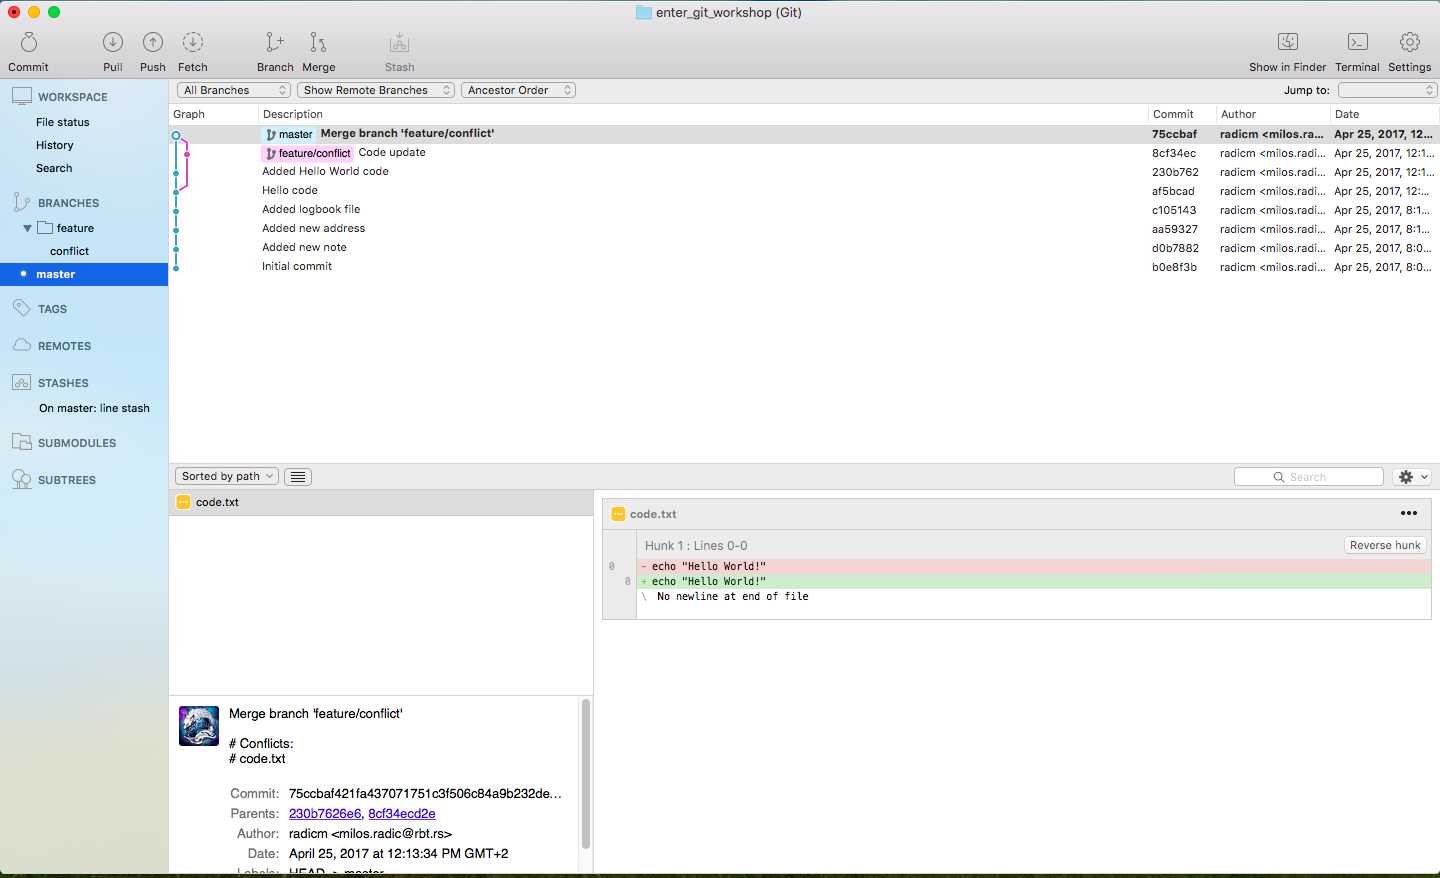 enter_git_workshop (Git)
Commit Pull Push Fetch Branch Merge Stash Show in Finder Terminal Settings
WORKSPACE
File status
History
Search
BRANCHES
feature
conflict
master
TAGS
REMOTES
STASHES
On master: line stash
SUBMODULES
SUBTREES
All Branches Show Remote Branches Ancestor Order Jump to:
Graph Description Commit Author Date
master Merge branch 'feature/conflict' 75ccbaf radicm <milos.ra... Apr 25, 2017, 12...
feature/conflict Code update 8cf34ec radicm <milos.radi... Apr 25, 2017, 12:1...
Added Hello World code 230b762 radicm <milos.radi... Apr 25, 2017, 12:1...
Hello code af5bcad radicm <milos.radi... Apr 25, 2017, 12:...
Added logbook file c105143 radicm <milos.radi... Apr 25, 2017, 8:1...
Added new address aa59327 radicm <milos.radi... Apr 25, 2017, 8:1...
Added new note d0b7882 radicm <milos.radi... Apr 25, 2017, 8:0...
Initial commit b0e8f3b radicm <milos.radi... Apr 25, 2017, 8:0...
Sorted by path Search
code.txt
Merge branch 'feature/conflict'
# Conflicts:
# code.txt
Commit: 75ccbaf421fa437071751c3f506c84a9b232de...
Parents: 230b7626e6, 8cf34ecd2e
Author: radicm <milos.radic@rbt.rs>
Date: April 25, 2017 at 12:13:34 PM GMT+2
Labels: HEAD -> master
code.txt •••
Hunk 1 : Lines 0-0 Reverse hunk
0 - echo "Hello World!"
0 + echo "Hello World!"
\ No newline at end of file